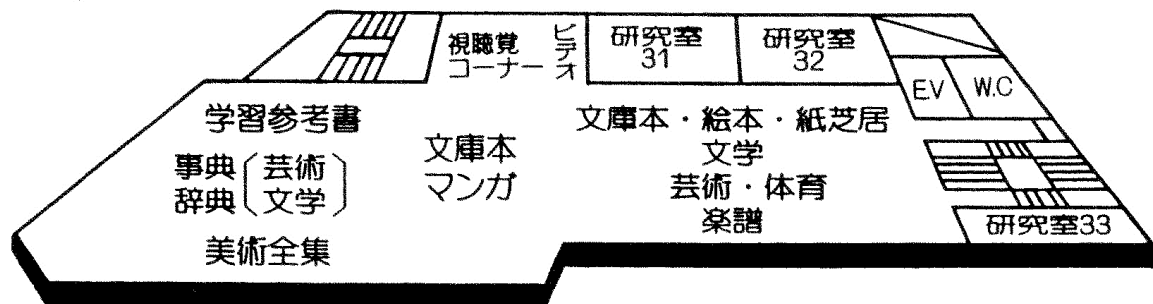 視聴覚
コーナー
ビデオ
研究室
31
研究室
32
EV
W.C
学習参考書
事典〔芸術〕
辞典〔文学〕
文庫本
マンガ
文庫本・絵本・紙芝居
文学
芸術・体育
楽譜
研究室33
美術全集